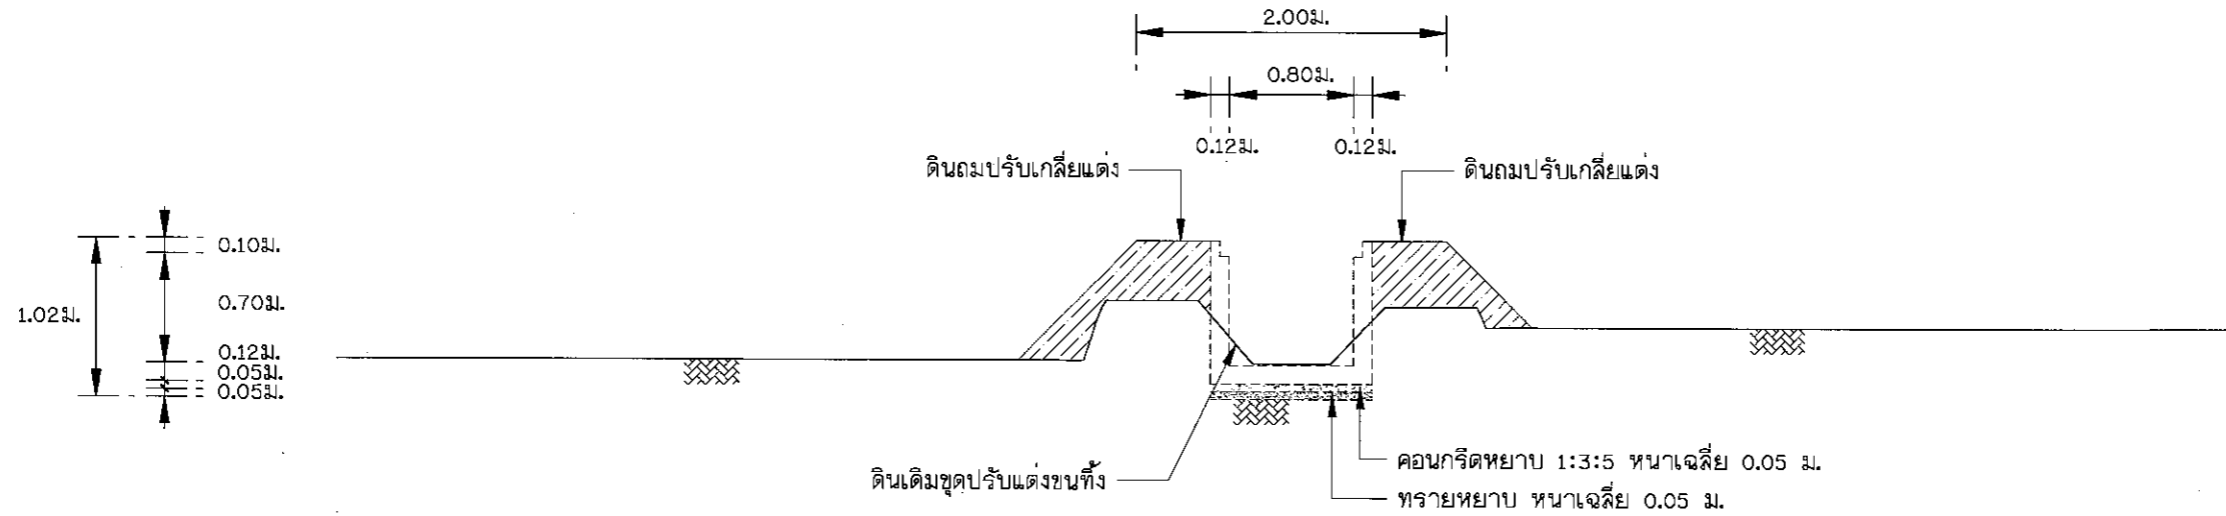 2.00ม.
0.80ม.
0.12ม.
0.12ม.
ดินถมปรับเกลี่ยแต่ง
ดินถมปรับเกลี่ยแต่ง
0.10ม.
0.70ม.
1.02ม.
0.12ม.
0.05ม.
0.05ม.
ดินเดิมขุดปรับแต่งขนทิ้ง
คอนกรีตหยาบ 1:3:5 หนาเฉลี่ย 0.05 ม.
ทรายหยาบ หนาเฉลี่ย 0.05 ม.